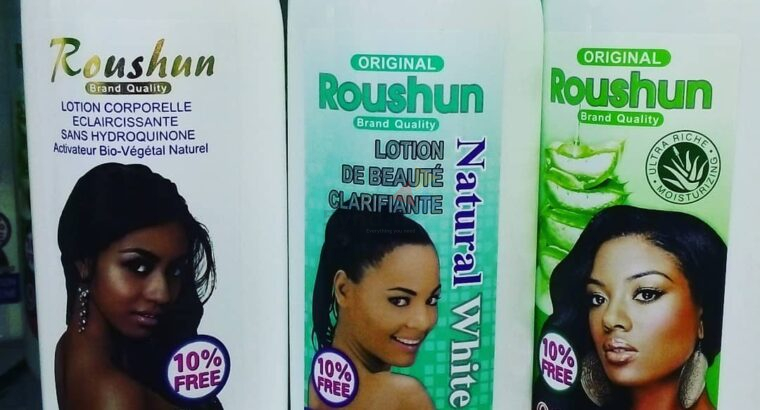 Roushun
Brand Quality
LOTION CORPORELLE
ECLAIRCISSANTE
SANS HYDROQUINONE
Activateur Bio-Végétal Naturel
10%
FREE
ORIGINAL
Roushun
Brand Quality
LOTION
DE BEAUTÉ
CLARIFIANTE
Natural White
10%
FREE
ORIGINAL
Roushun
Brand Quality
ULTRA RICHE
MOISTURIZING
10%
FREE